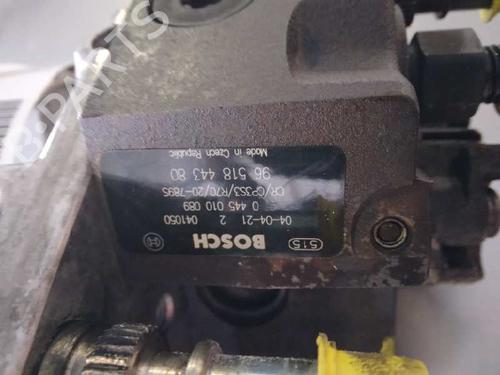 515
BOSCH
04-04-21 2 041050
0 445 010 089
CR/CP3S3/R70/20-789S
96 518 443 80
Made in Czech Republic
B-PARTS